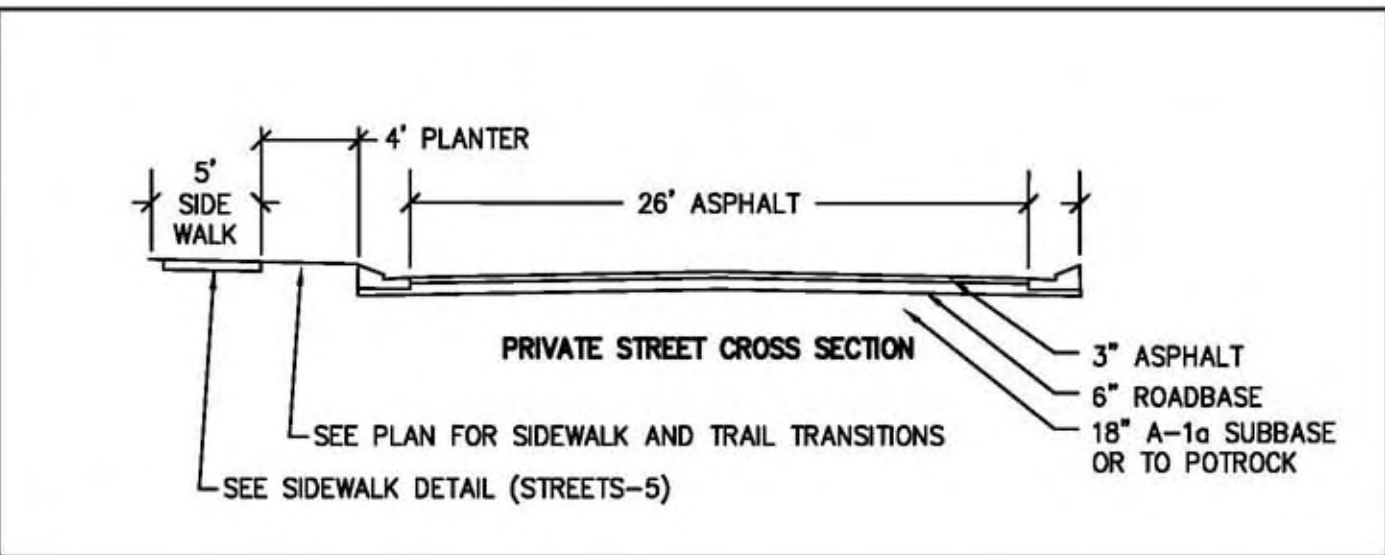 4' PLANTER
5'
SIDE
WALK
26' ASPHALT
PRIVATE STREET CROSS SECTION
3" ASPHALT
6" ROADBASE
18" A-1a SUBBASE
OR TO POTROCK
SEE PLAN FOR SIDEWALK AND TRAIL TRANSITIONS
SEE SIDEWALK DETAIL (STREETS-5)